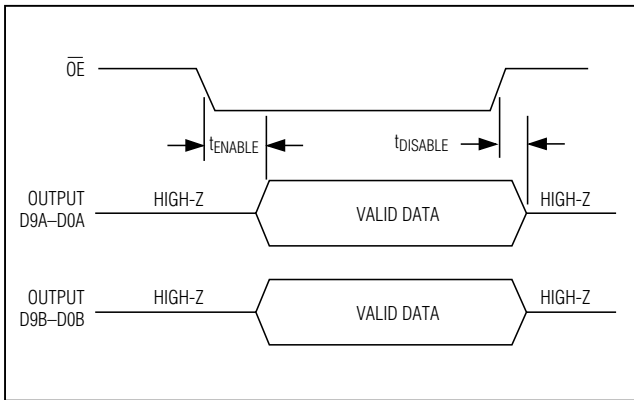 OE
tENABLE
tDISABLE
OUTPUT
D9A–D0A
HIGH-Z
VALID DATA
HIGH-Z
OUTPUT
D9B–D0B
HIGH-Z
VALID DATA
HIGH-Z